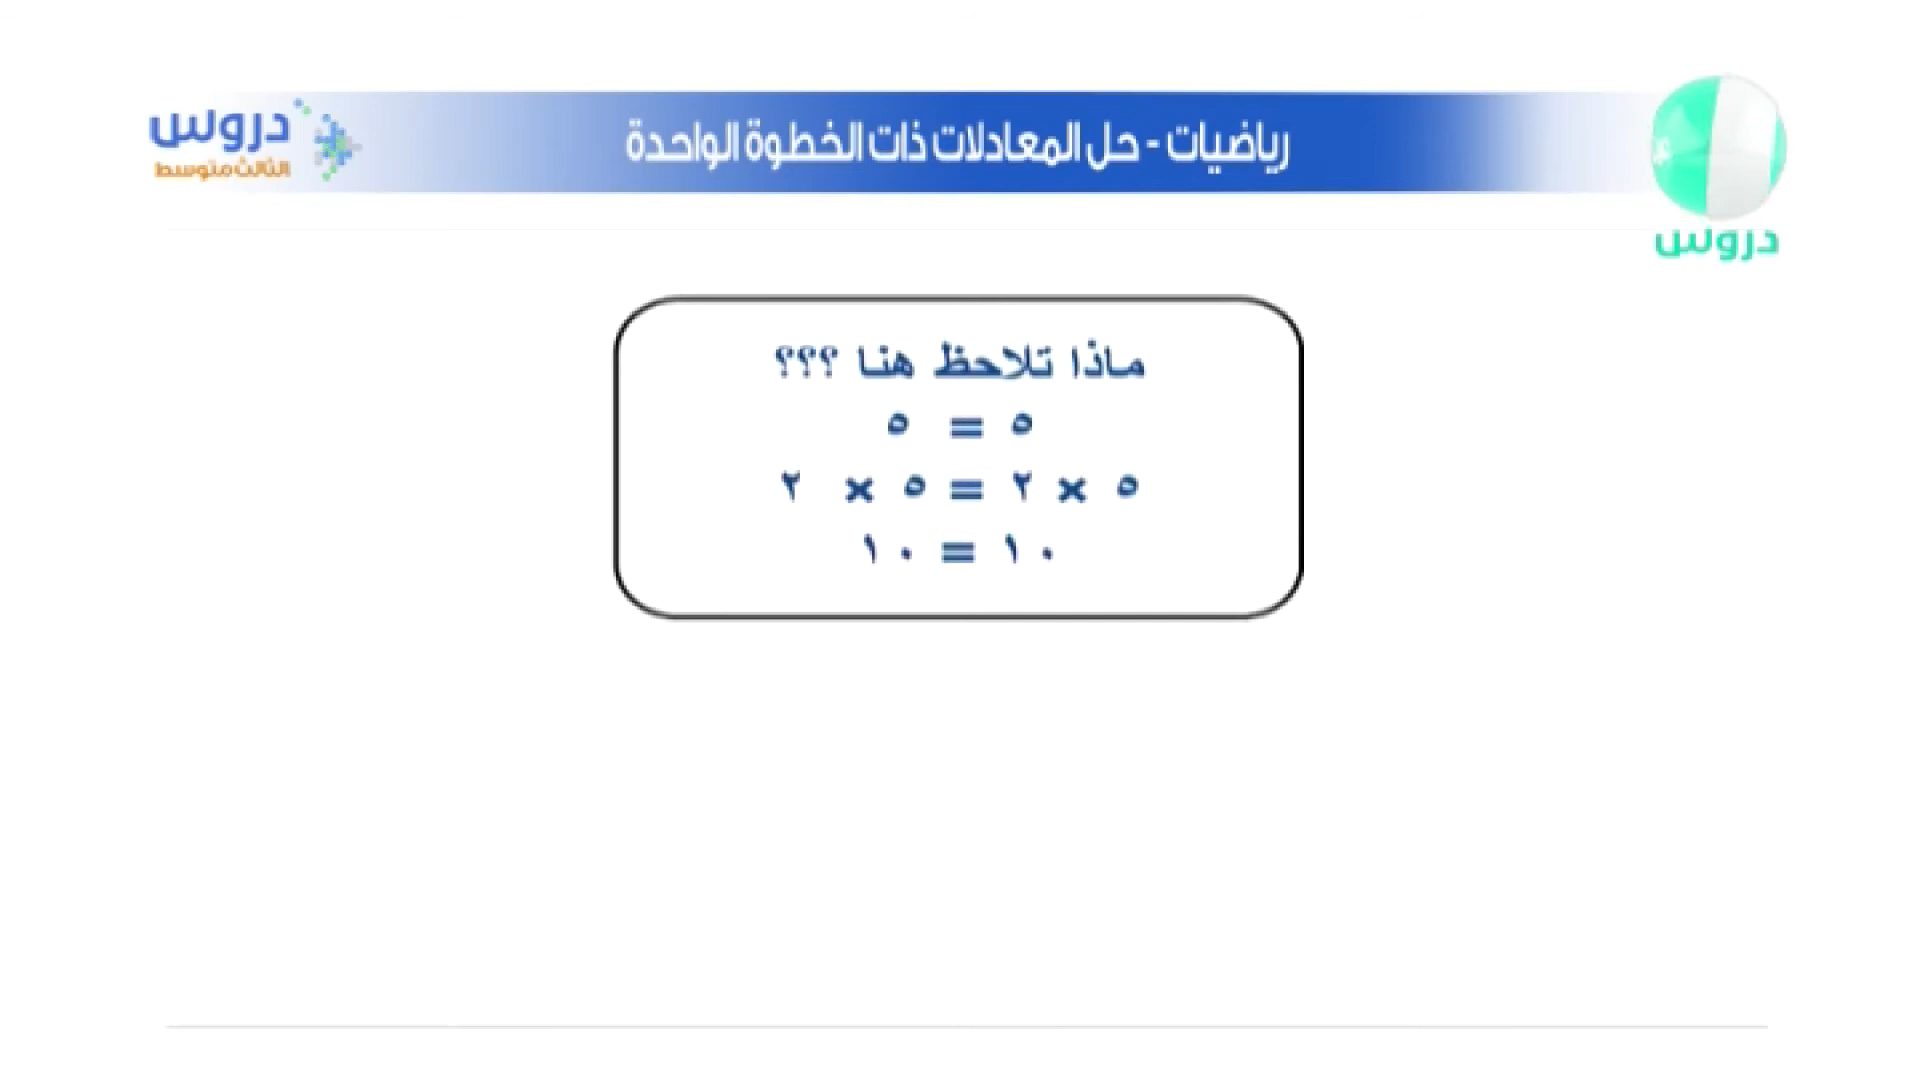 رياضيات - حل المعادلات ذات الخطوة الواحدة
دروس
دروس
الثالث متوسط
ماذا تلاحظ هنا ؟؟؟
٥ = ٥
٥ × ٢ = ٥ × ٢
١٠ = ١٠